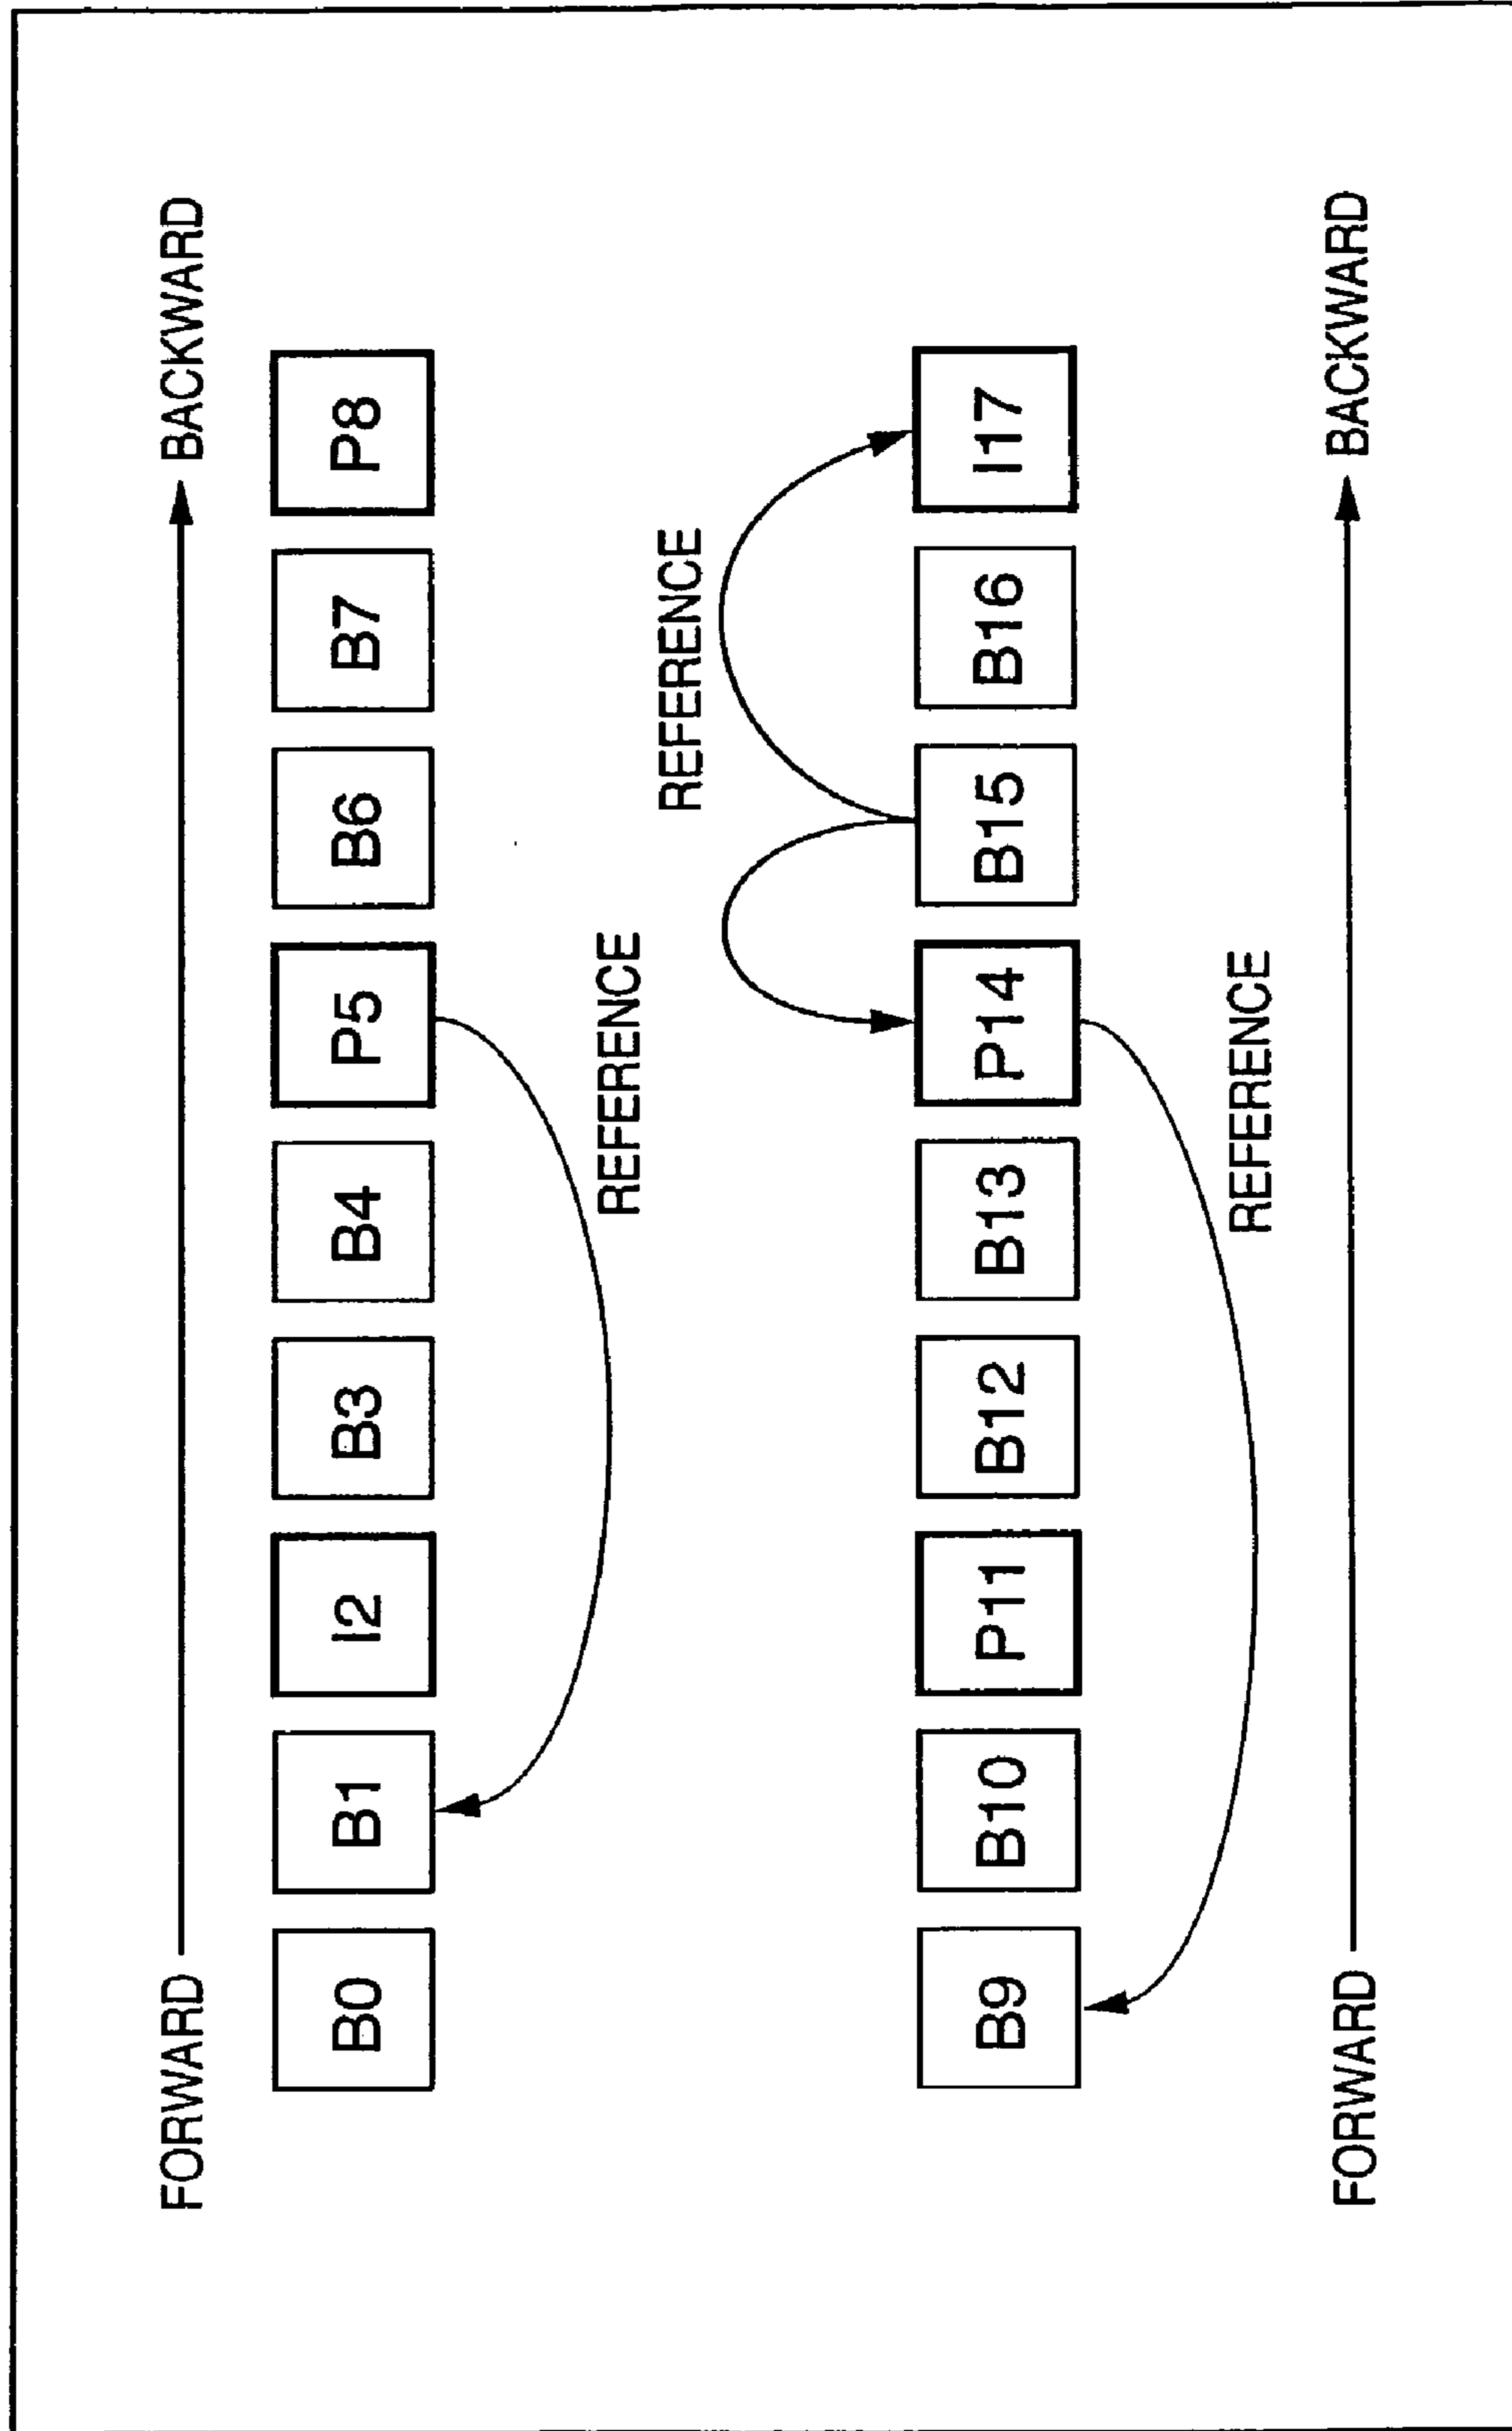 FORWARD BACKWARD
B0 B1 I2 B3 B4 P5 B6 B7 P8
REFERENCE
REFERENCE
B9 B10 P11 B12 B13 P14 B15 B16 I17
REFERENCE
FORWARD BACKWARD